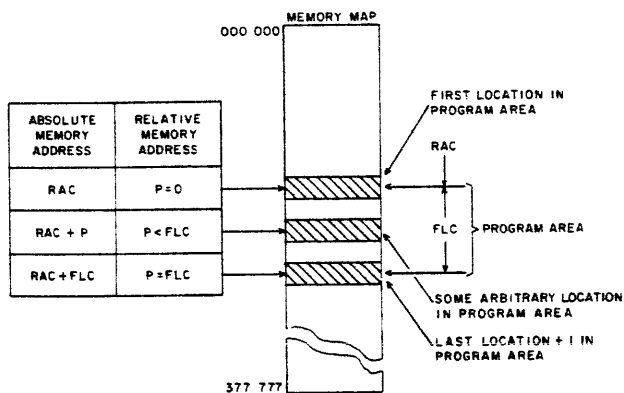 MEMORY MAP
000 000
FIRST LOCATION IN
PROGRAM AREA
ABSOLUTE
MEMORY
ADDRESS
RELATIVE
MEMORY
ADDRESS
RAC
RAC
P=0
RAC + P
P<FLC
FLC
PROGRAM AREA
RAC+FLC
P=FLC
SOME ARBITRARY LOCATION
IN PROGRAM AREA
LAST LOCATION + 1 IN
PROGRAM AREA
377 777